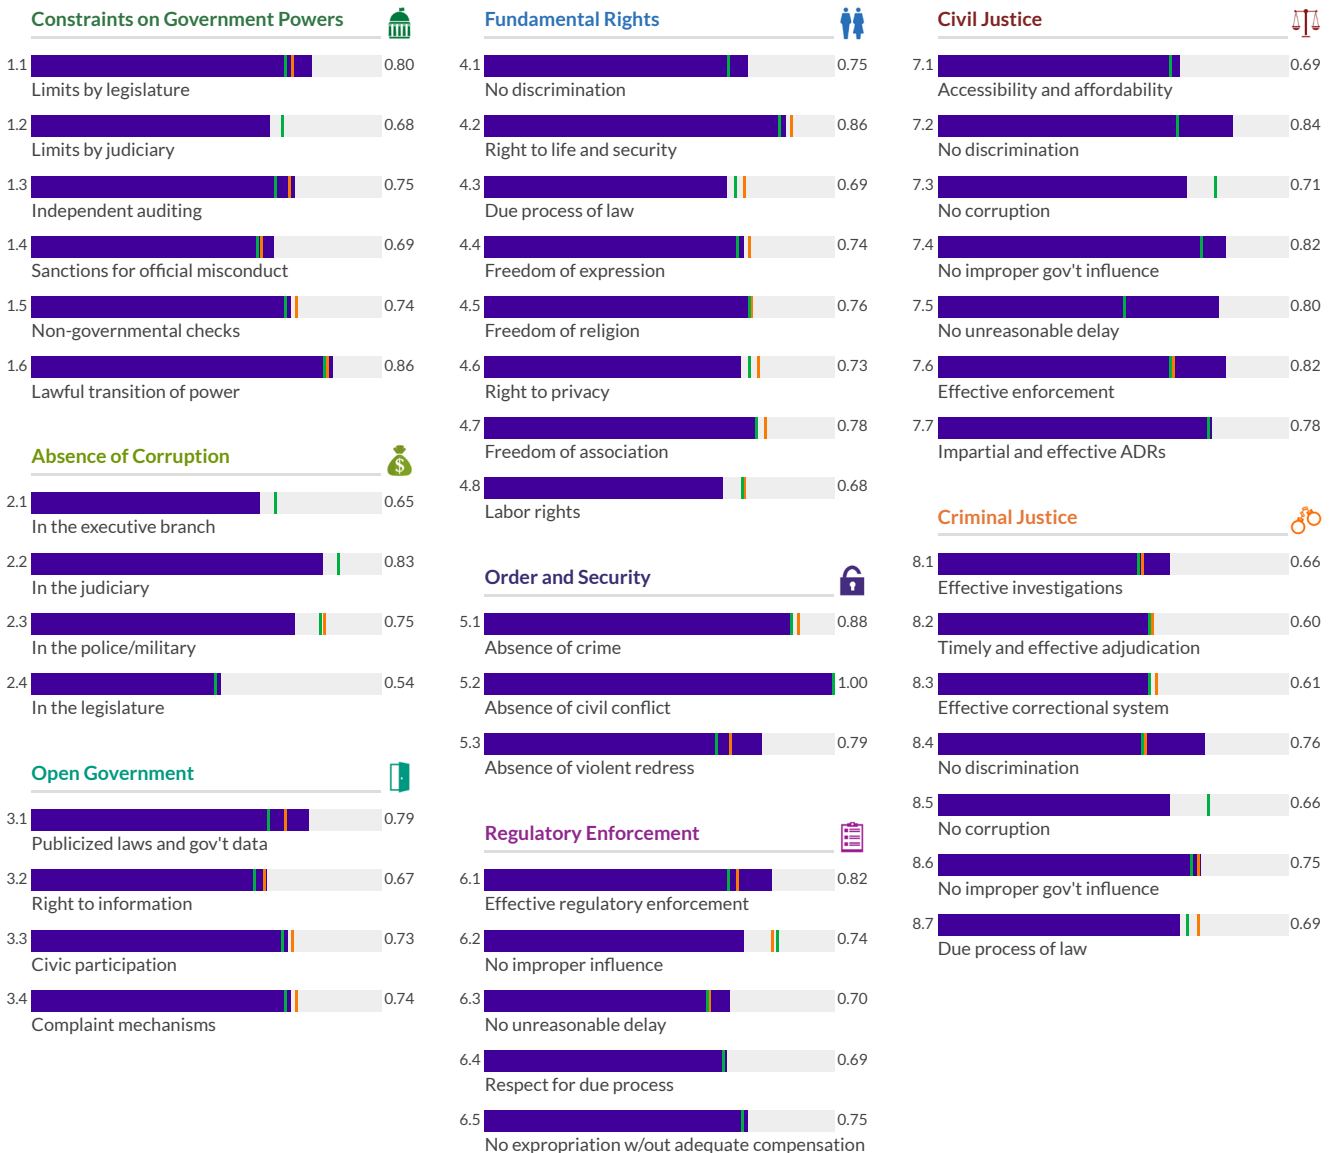 Constraints on Government Powers
1.1 0.80
Limits by legislature
1.2 0.68
Limits by judiciary
1.3 0.75
Independent auditing
1.4 0.69
Sanctions for official misconduct
1.5 0.74
Non-governmental checks
1.6 0.86
Lawful transition of power
Absence of Corruption
$
2.1 0.65
In the executive branch
2.2 0.83
In the judiciary
2.3 0.75
In the police/military
2.4 0.54
In the legislature
Open Government
3.1 0.79
Publicized laws and gov't data
3.2 0.67
Right to information
3.3 0.73
Civic participation
3.4 0.74
Complaint mechanisms
Fundamental Rights
4.1 0.75
No discrimination
4.2 0.86
Right to life and security
4.3 0.69
Due process of law
4.4 0.74
Freedom of expression
4.5 0.76
Freedom of religion
4.6 0.73
Right to privacy
4.7 0.78
Freedom of association
4.8 0.68
Labor rights
Order and Security
5.1 0.88
Absence of crime
5.2 1.00
Absence of civil conflict
5.3 0.79
Absence of violent redress
Regulatory Enforcement
6.1 0.82
Effective regulatory enforcement
6.2 0.74
No improper influence
6.3 0.70
No unreasonable delay
6.4 0.69
Respect for due process
6.5 0.75
No expropriation w/out adequate compensation
Civil Justice
7.1 0.69
Accessibility and affordability
7.2 0.84
No discrimination
7.3 0.71
No corruption
7.4 0.82
No improper gov't influence
7.5 0.80
No unreasonable delay
7.6 0.82
Effective enforcement
7.7 0.78
Impartial and effective ADRs
Criminal Justice
8.1 0.66
Effective investigations
8.2 0.60
Timely and effective adjudication
8.3 0.61
Effective correctional system
8.4 0.76
No discrimination
8.5 0.66
No corruption
8.6 0.75
No improper gov't influence
8.7 0.69
Due process of law